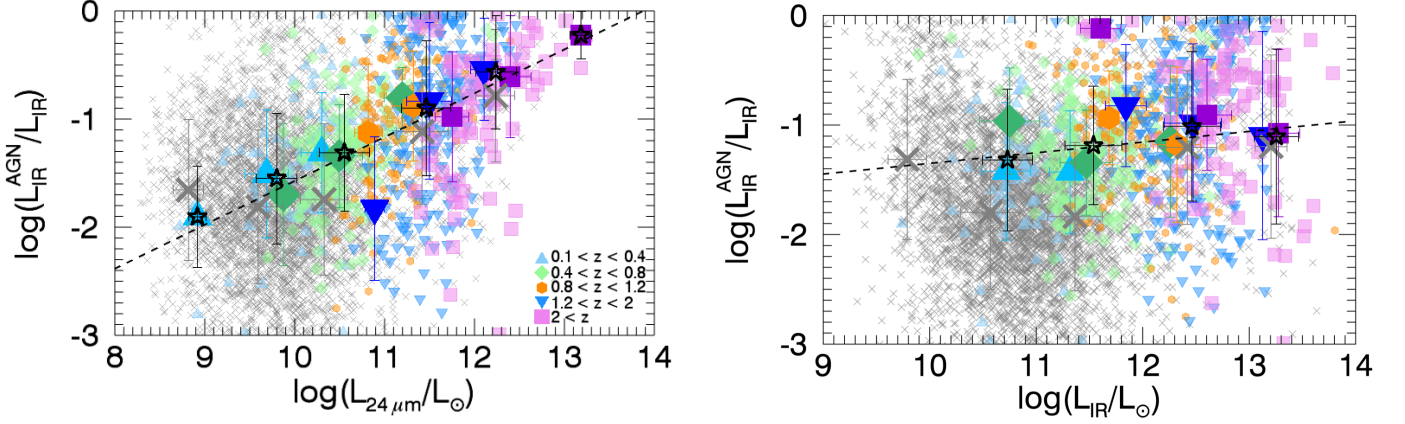 0
-1
-2
-3
log(L_IR^AGN/L_IR)
0.1 < z < 0.4
0.4 < z < 0.8
0.8 < z < 1.2
1.2 < z < 2
2 < z
8 9 10 11 12 13 14
log(L_24 μm/L_⊙)
0
-1
-2
-3
log(L_IR^AGN/L_IR)
9 10 11 12 13 14
log(L_IR/L_⊙)